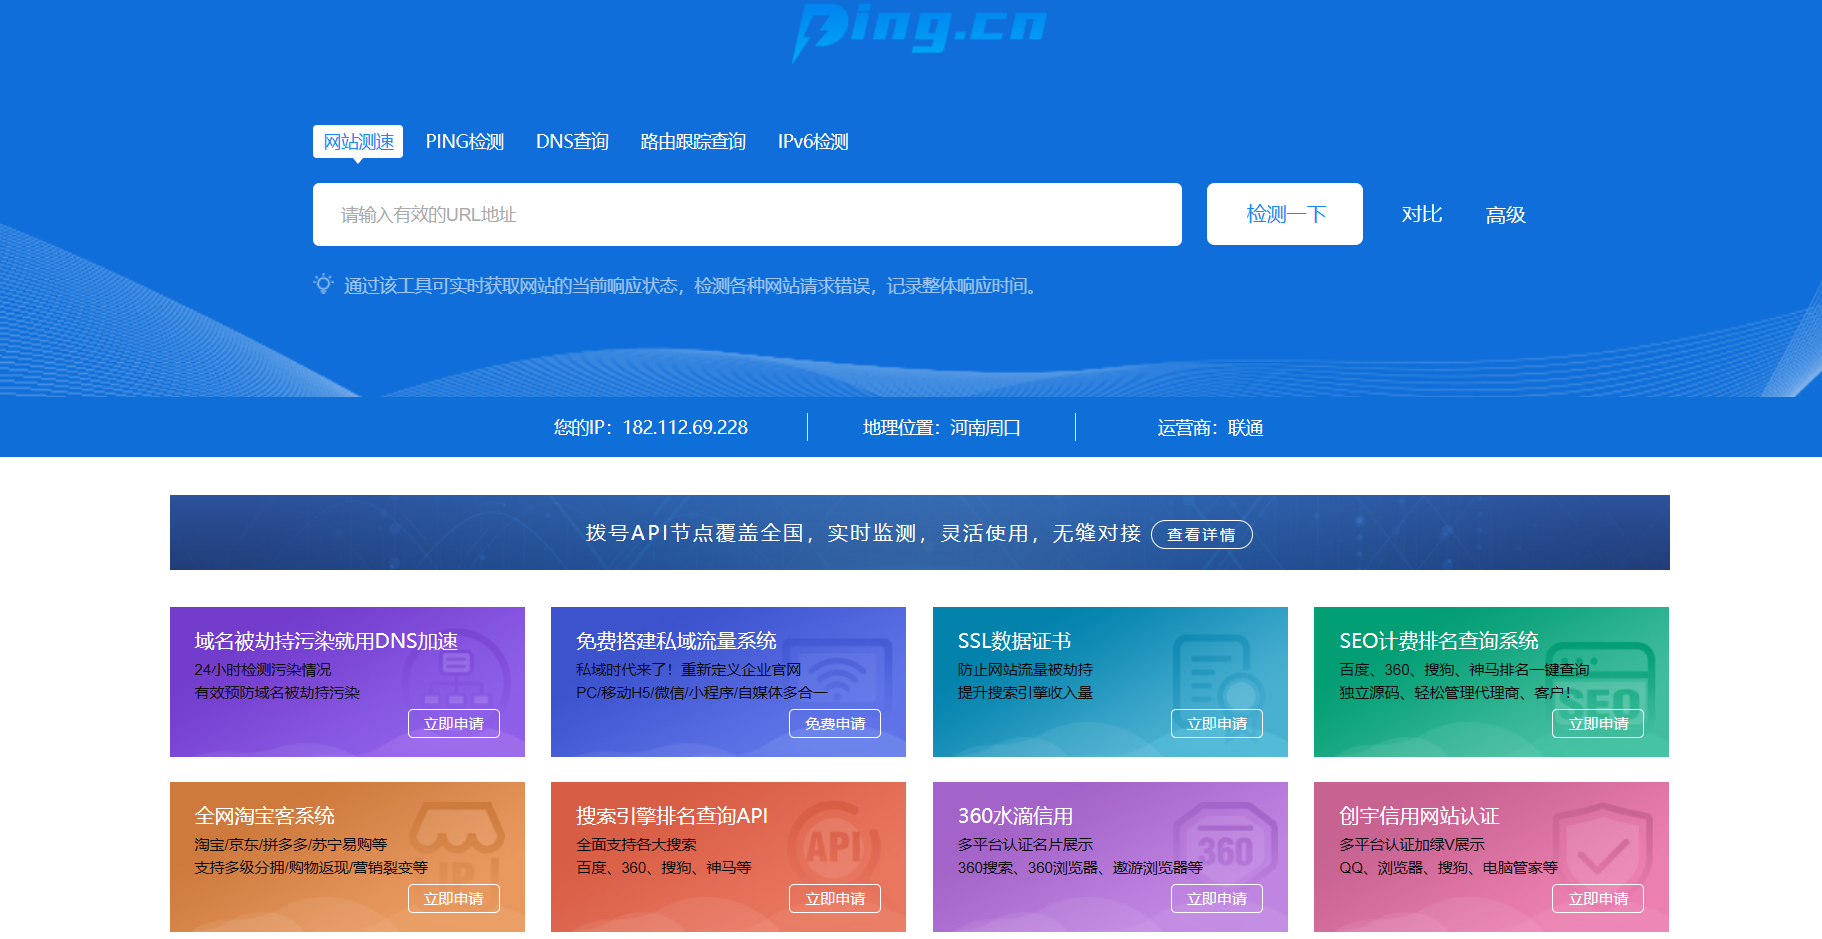 Ping.cn
网站测速 PING检测 DNS查询 路由跟踪查询 IPv6检测
请输入有效的URL地址 检测一下 对比 高级
通过该工具可实时获取网站的当前响应状态，检测各种网站请求错误，记录整体响应时间。
您的IP：182.112.69.228 地理位置：河南周口 运营商：联通
拨号API节点覆盖全国，实时监测，灵活使用，无缝对接 查看详情
域名被劫持污染就用DNS加速
24小时检测污染情况
有效预防域名被劫持污染
立即申请
免费搭建私域流量系统
私域时代来了！重新定义企业官网
PC/移动H5/微信/小程序/自媒体多合一
免费申请
SSL数据证书
防止网站流量被劫持
提升搜索引擎收入量
立即申请
SEO计费排名查询系统
百度、360、搜狗、神马排名一键查询
独立源码、轻松管理代理商、客户！
SEO
立即申请
全网淘宝客系统
淘宝/京东/拼多多/苏宁易购等
支持多级分拥/购物返现/营销裂变等
立即申请
搜索引擎排名查询API
全面支持各大搜索
百度、360、搜狗、神马等
API
立即申请
360水滴信用
多平台认证名片展示
360搜索、360浏览器、遨游浏览器等
360
立即申请
创宇信用网站认证
多平台认证加绿V展示
QQ、浏览器、搜狗、电脑管家等
立即申请